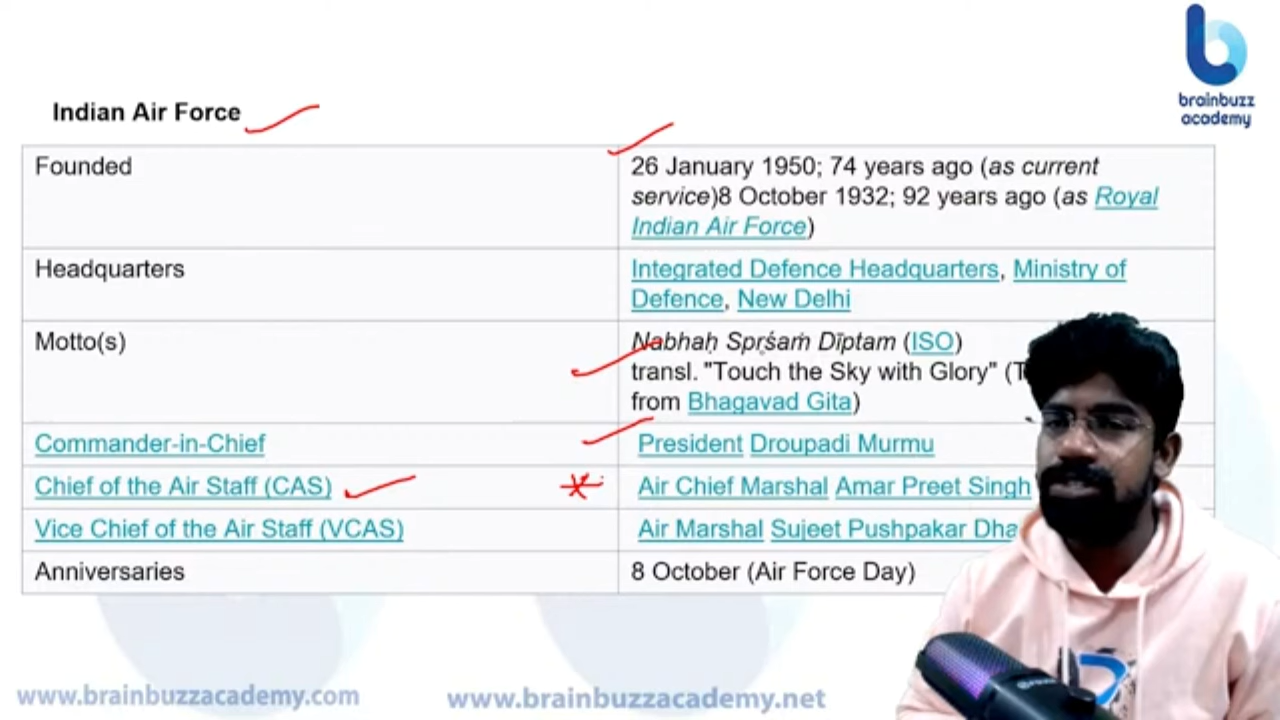 brainbuzz
academy
Indian Air Force
Founded
26 January 1950; 74 years ago (as current
service)8 October 1932; 92 years ago (as Royal
Indian Air Force)
Headquarters
Integrated Defence Headquarters, Ministry of
Defence, New Delhi
Motto(s)
Nabhaḥ Spṛśaṁ Dīptam (ISO)
transl. "Touch the Sky with Glory" (
from Bhagavad Gita)
Commander-in-Chief
President Droupadi Murmu
Chief of the Air Staff (CAS)
Air Chief Marshal Amar Preet Singh
Vice Chief of the Air Staff (VCAS)
Air Marshal Sujeet Pushpakar
Anniversaries
8 October (Air Force Day)
www.brainbuzzacademy.com
www.brainbuzzacademy.net